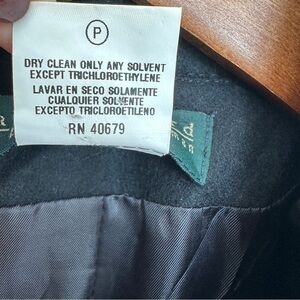 P
DRY CLEAN ONLY ANY SOLVENT
EXCEPT TRICHLOROETHYLENE
LAVAR EN SECO SOLAMENTE
CUALQUIER SOLVENTE
EXCEPTO TRICLOROETILENO
RN 40679